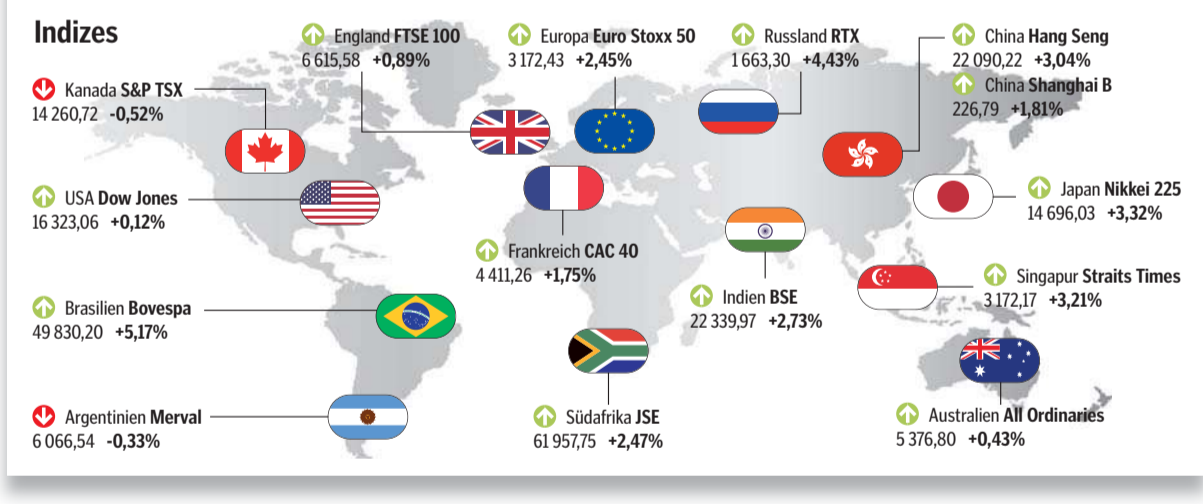 Indizes
Kanada S&P TSX
14 260,72 -0,52%
USA Dow Jones
16 323,06 +0,12%
Brasilien Bovespa
49 830,20 +5,17%
Argentinien Merval
6 066,54 -0,33%
England FTSE 100
6 615,58 +0,89%
Europa Euro Stoxx 50
3 172,43 +2,45%
Russland RTX
1 663,30 +4,43%
China Hang Seng
22 090,22 +3,04%
China Shanghai B
226,79 +1,81%
Japan Nikkei 225
14 696,03 +3,32%
Frankreich CAC 40
4 411,26 +1,75%
Indien BSE
22 339,97 +2,73%
Singapur Straits Times
3 172,17 +3,21%
Südafrika JSE
61 957,75 +2,47%
Australien All Ordinaries
5 376,80 +0,43%